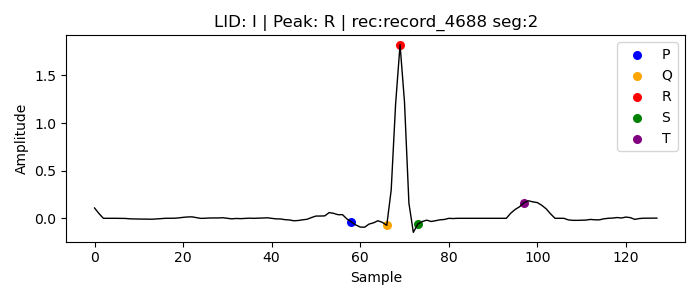 LID: I | Peak: R | rec:record_4688 seg:2
P
Q
R
S
T
Amplitude
1.5
1.0
0.5
0.0
0 20 40 60 80 100 120
Sample